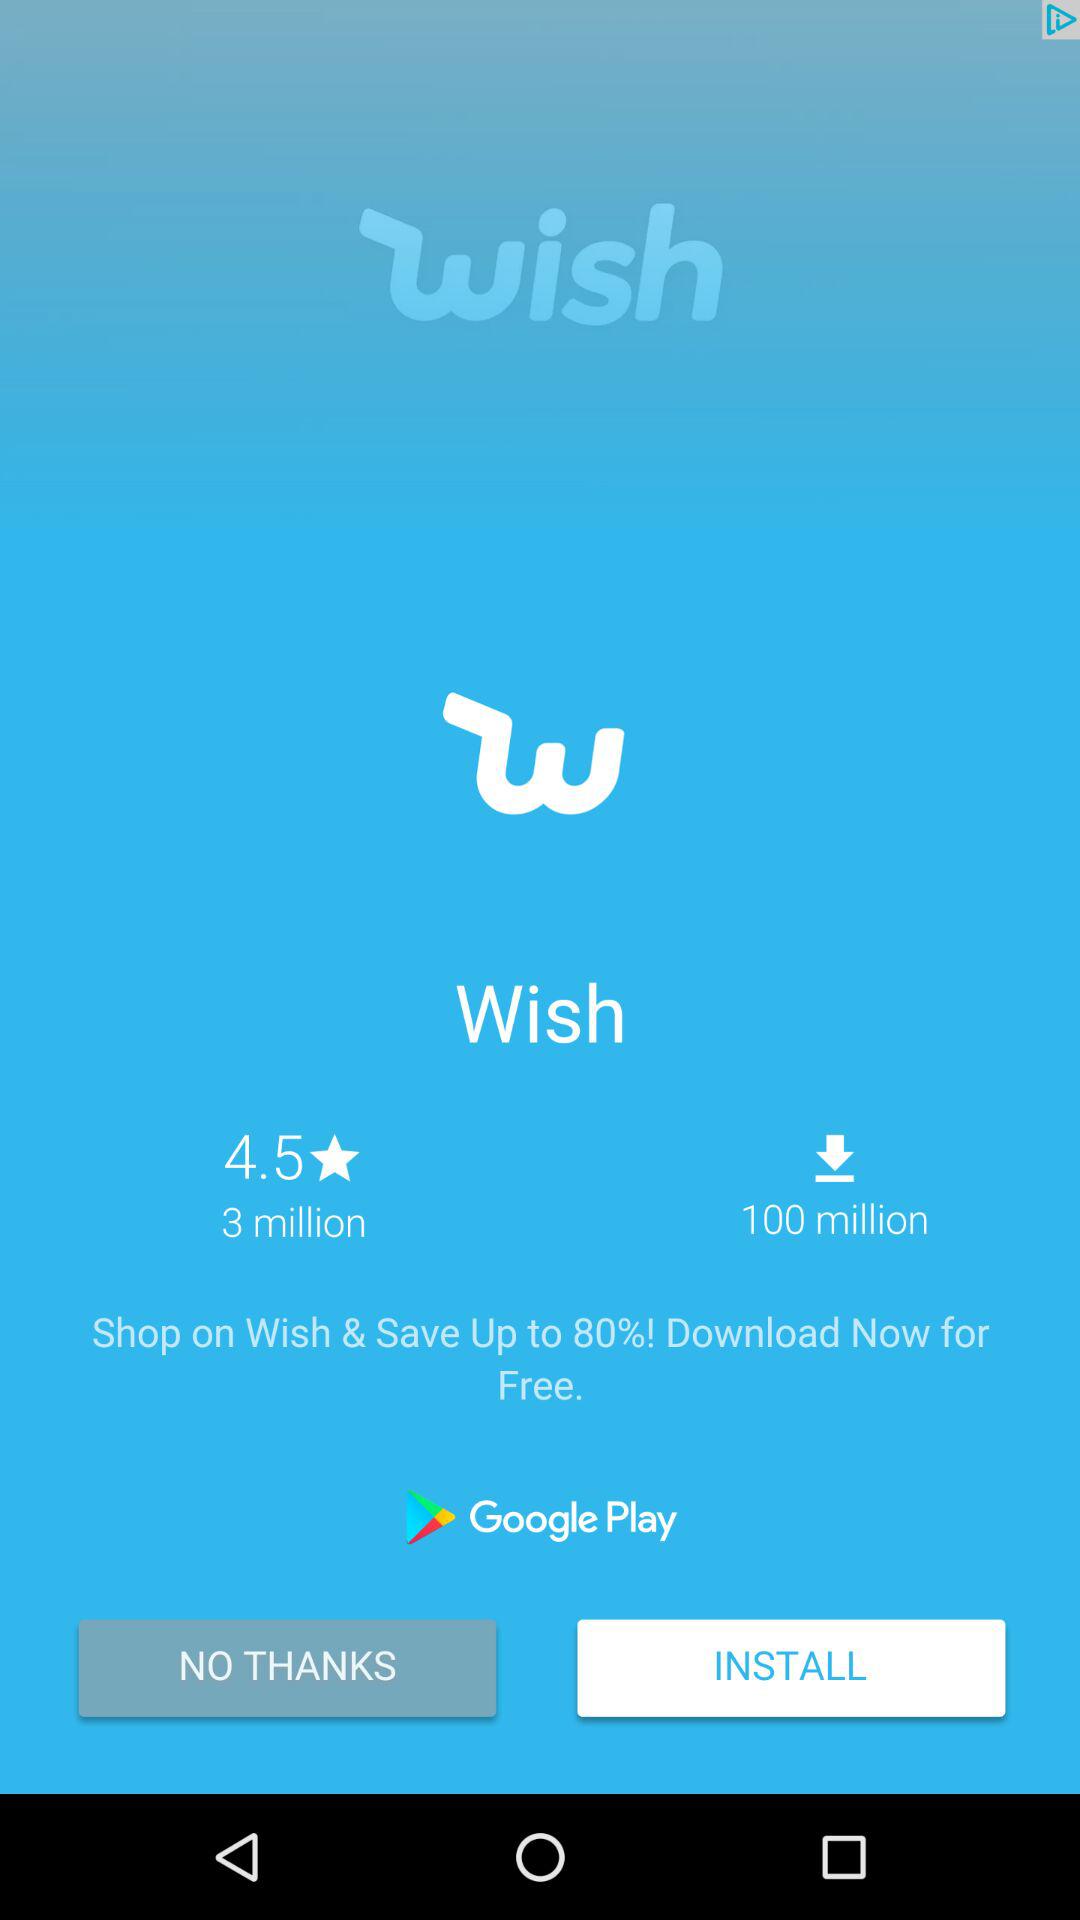 wish
w
Wish
4.5
3 million
100 million
Shop on Wish & Save Up to 80%! Download Now for
Free.
Google Play
NO THANKS
INSTALL